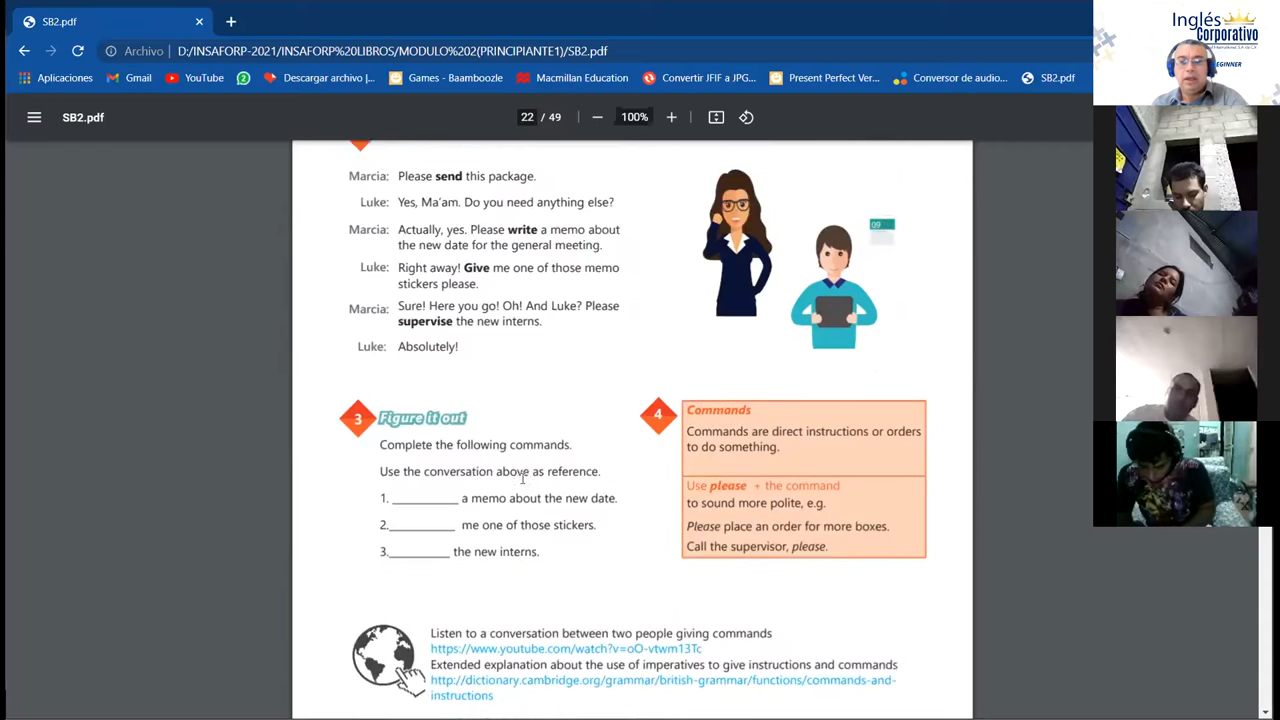 SB2.pdf
Archivo D:/INSAFORP-2021/INSAFORP%20LIBROS/MODULO%202(PRINCIPIANTE1)/SB2.pdf
Aplicaciones Gmail YouTube Descargar archivo |... Games - Baamboozle Macmillan Education Convertir JFIF a JPG... Present Perfect Ver... Conversor de audio... SB2.pdf
Inglés
Corporativo
SB2.pdf 22 / 49 100%
Marcia: Please send this package.
Luke: Yes, Ma'am. Do you need anything else?
Marcia: Actually, yes. Please write a memo about
the new date for the general meeting.
Luke: Right away! Give me one of those memo
stickers please.
Marcia: Sure! Here you go! Oh! And Luke? Please
supervise the new interns.
Luke: Absolutely!
09
3 Figure it out
Complete the following commands.
Use the conversation above as reference.
1. __________ a memo about the new date.
2.__________ me one of those stickers.
3._________ the new interns.
4 Commands
Commands are direct instructions or orders
to do something.
Use please + the command
to sound more polite, e.g.
Please place an order for more boxes.
Call the supervisor, please.
Listen to a conversation between two people giving commands
https://www.youtube.com/watch?v=oO-vtwm13Tc
Extended explanation about the use of imperatives to give instructions and commands
http://dictionary.cambridge.org/grammar/british-grammar/functions/commands-and-
instructions